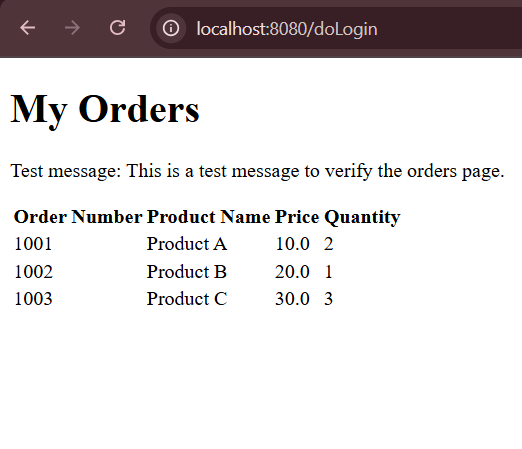 localhost:8080/doLogin
My Orders
Test message: This is a test message to verify the orders page.
Order Number Product Name Price Quantity
1001 Product A 10.0 2
1002 Product B 20.0 1
1003 Product C 30.0 3